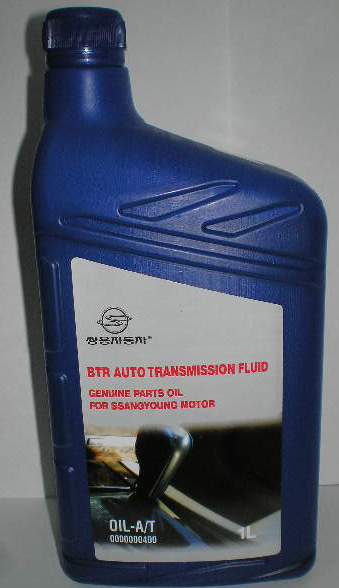 쌍용자동차
BTR AUTO TRANSMISSION FLUID
GENUINE PARTS OIL
FOR SSANGYOUNG MOTOR
OIL-A/T
0000000400
1L